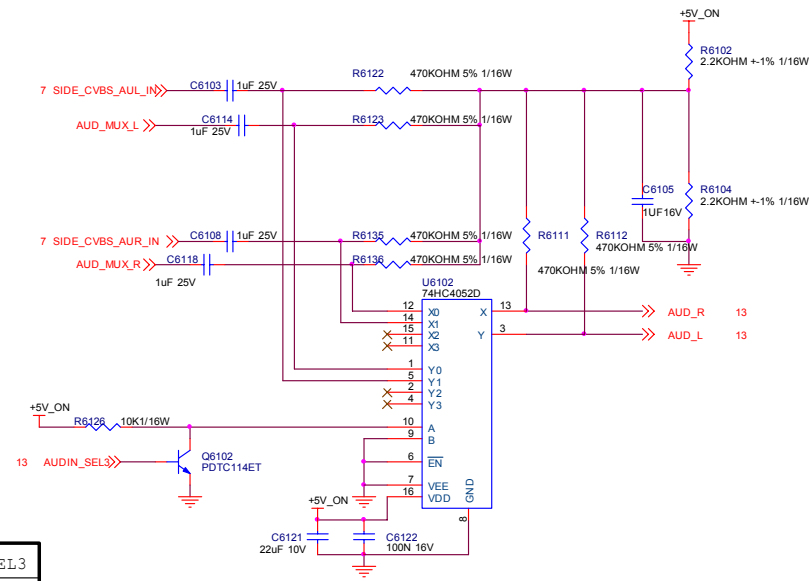 +5V_ON
R6102
2.2KOHM +-1% 1/16W
7 SIDE_CVBS_AUL_IN
C6103
1uF 25V
R6122
470KOHM 5% 1/16W
AUD_MUX_L
C6114
1uF 25V
R6123
470KOHM 5% 1/16W
C6105
1UF16V
R6104
2.2KOHM +-1% 1/16W
7 SIDE_CVBS_AUR_IN
C6108
1uF 25V
R6135
470KOHM 5% 1/16W
R6111
470KOHM 5% 1/16W
R6112
470KOHM 5% 1/16W
AUD_MUX_R
C6118
1uF 25V
R6136
470KOHM 5% 1/16W
U6102
74HC4052D
12 X0
14 X1
15 X2
11 X3
X 13
Y 3
AUD_R 13
AUD_L 13
1 Y0
5 Y1
2 Y2
4 Y3
+5V_ON
R6126
10K1/16W
10 A
9 B
13 AUDIN_SEL3
Q6102
PDTC114ET
6 EN
7 VEE
16 VDD
GND
8
+5V_ON
C6121
22uF 10V
C6122
100N 16V
EL3